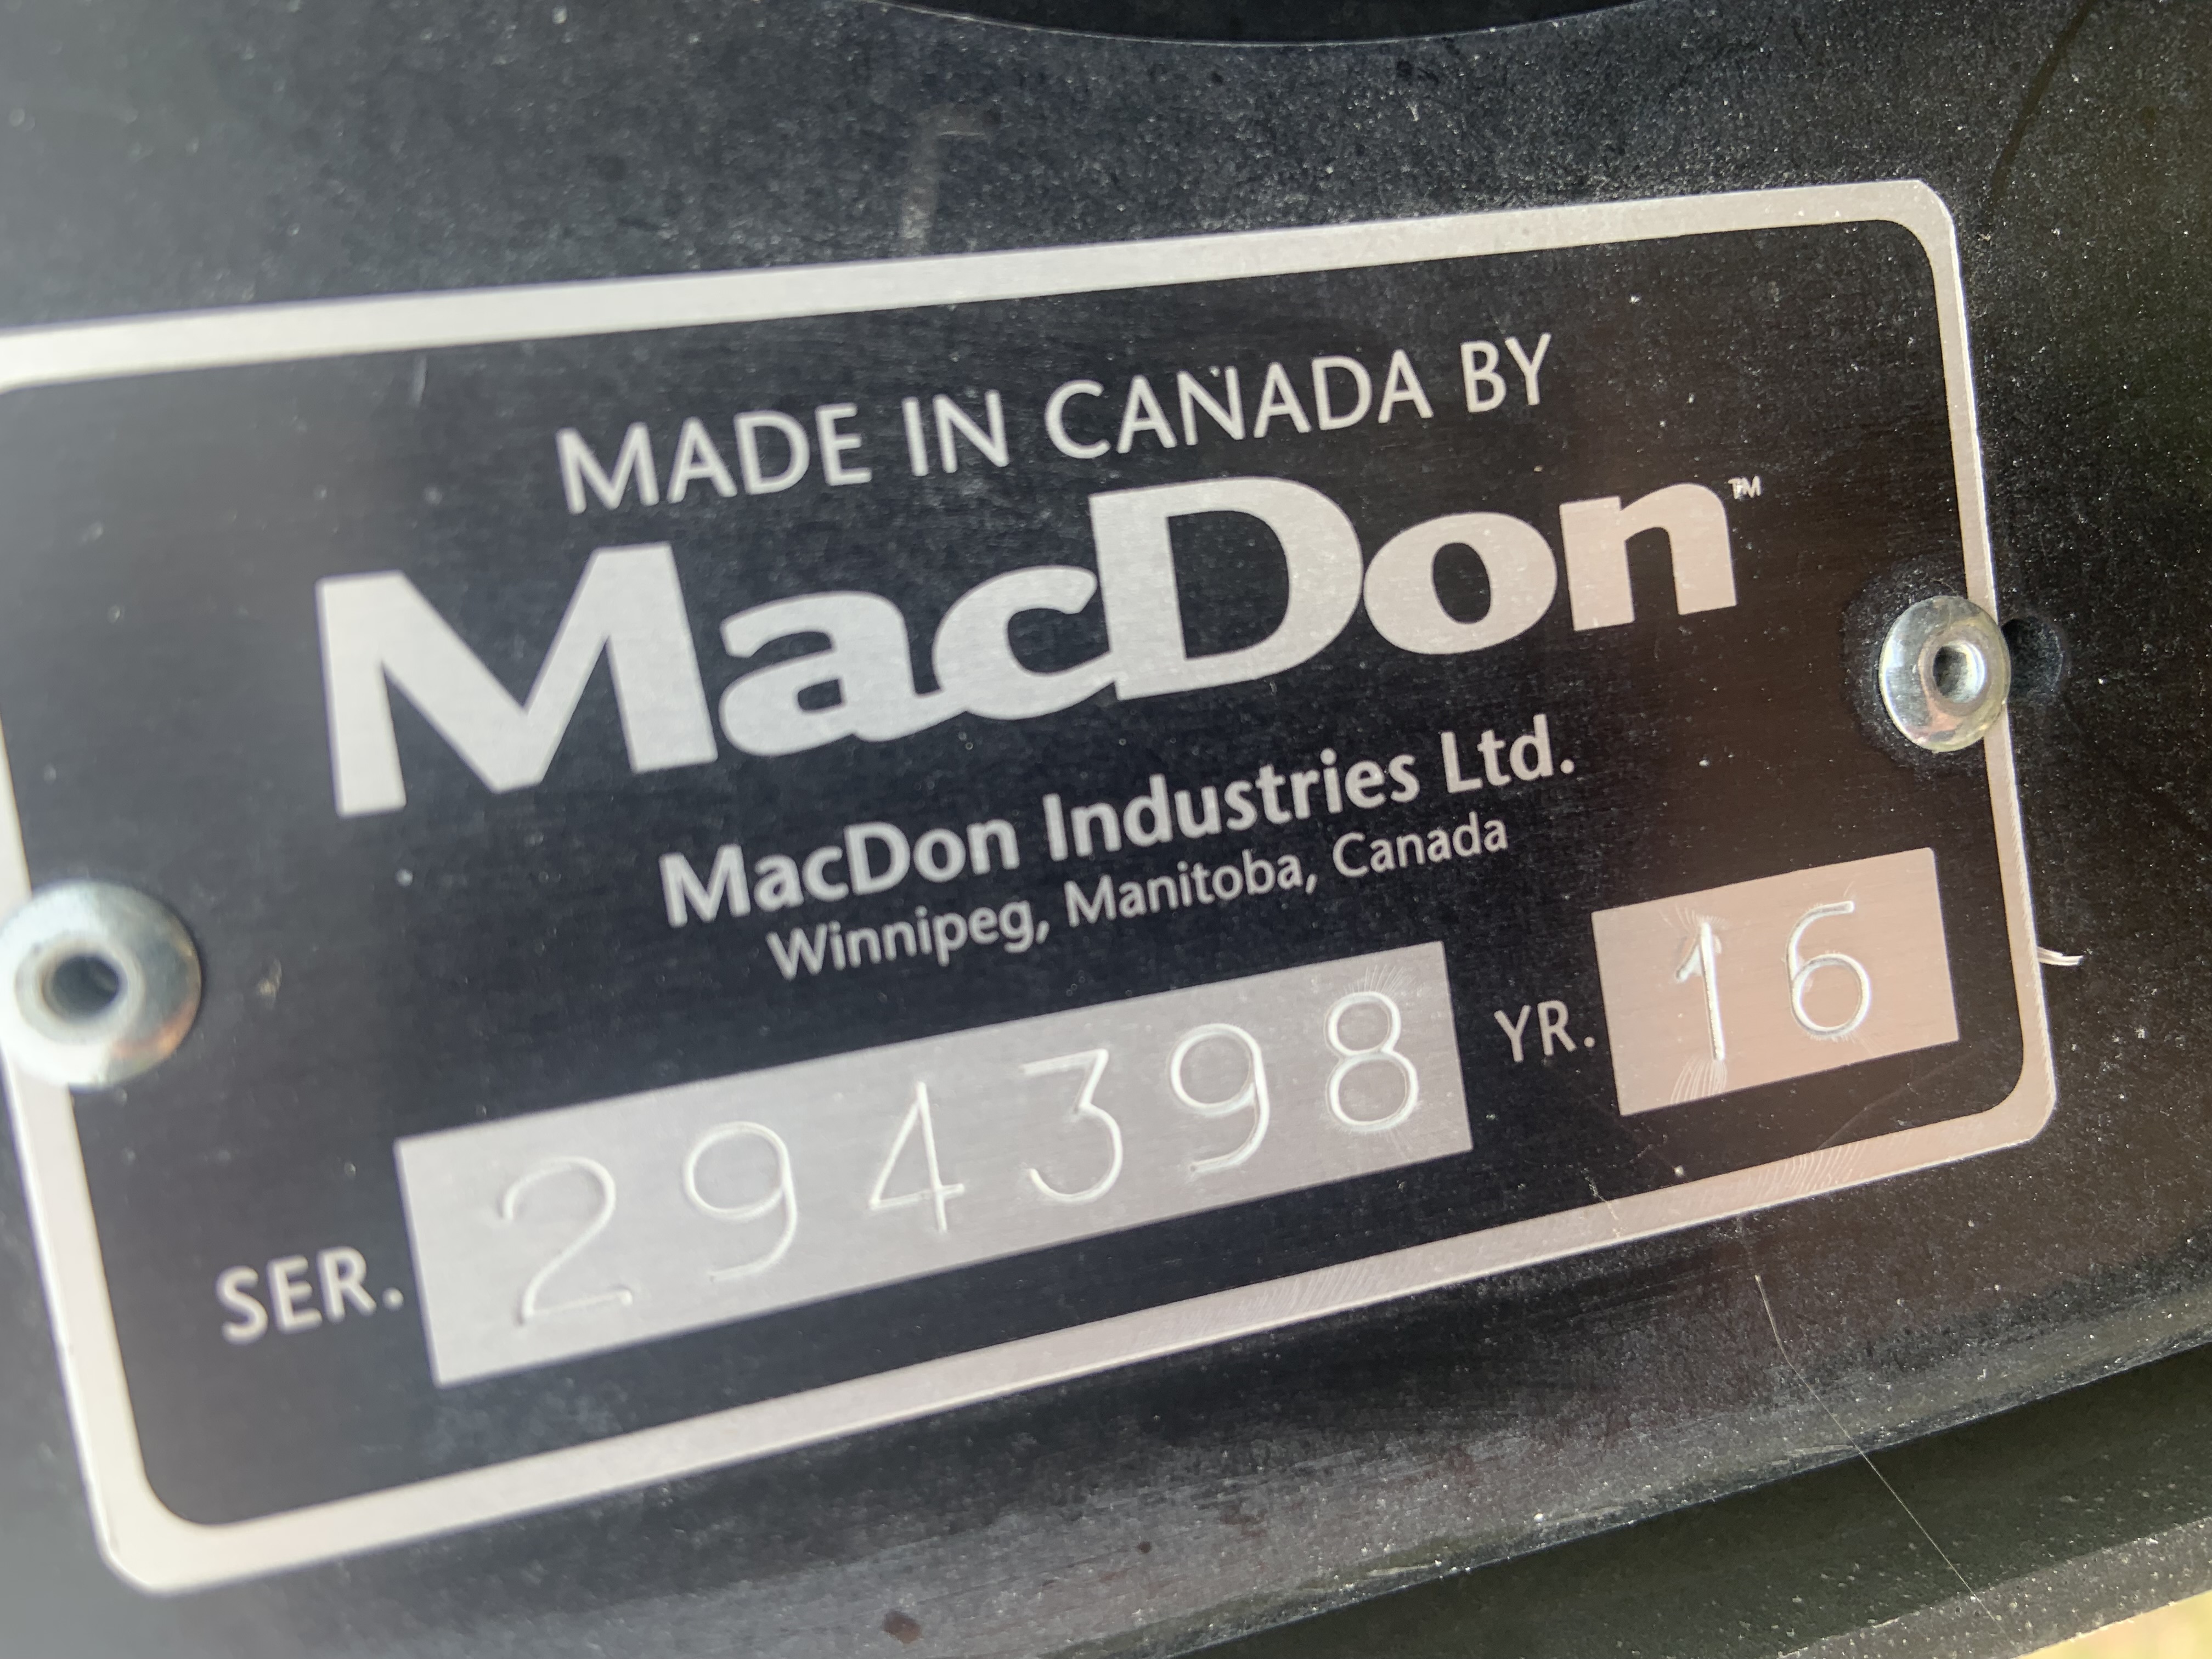 MADE IN CANADA BY
MacDon™
MacDon Industries Ltd.
Winnipeg, Manitoba, Canada
SER. 294398 YR. 16